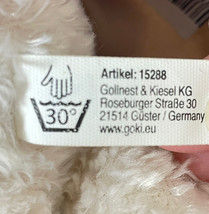 Artikel: 15288
Gollnest & Kiesel KG
Roseburger Straße 30
21514 Güster / Germany
www.goki.eu
30°